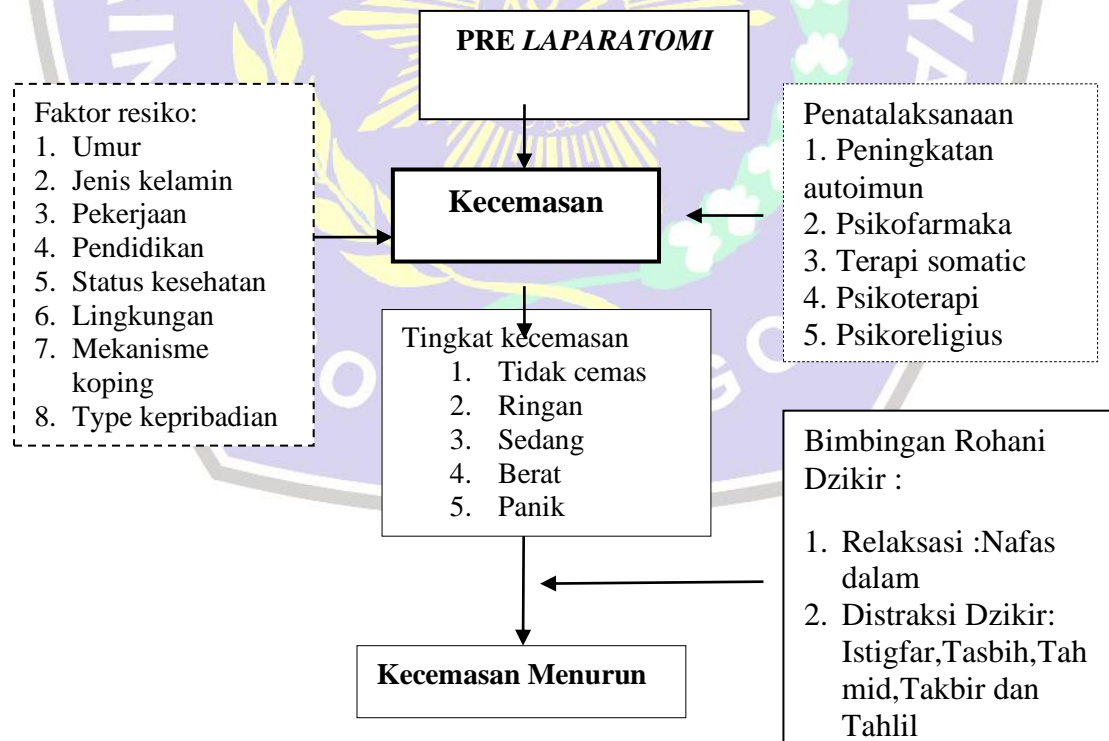 PRE LAPARATOMI
Faktor resiko:
1. Umur
2. Jenis kelamin
3. Pekerjaan
4. Pendidikan
5. Status kesehatan
6. Lingkungan
7. Mekanisme
koping
8. Type kepribadian
Kecemasan
Penatalaksanaan
1. Peningkatan
autoimun
2. Psikofarmaka
3. Terapi somatic
4. Psikoterapi
5. Psikoreligius
Tingkat kecemasan
1. Tidak cemas
2. Ringan
3. Sedang
4. Berat
5. Panik
Bimbingan Rohani
Dzikir :
1. Relaksasi :Nafas
dalam
2. Distraksi Dzikir:
Istigfar,Tasbih,Tah
mid,Takbir dan
Tahlil
Kecemasan Menurun